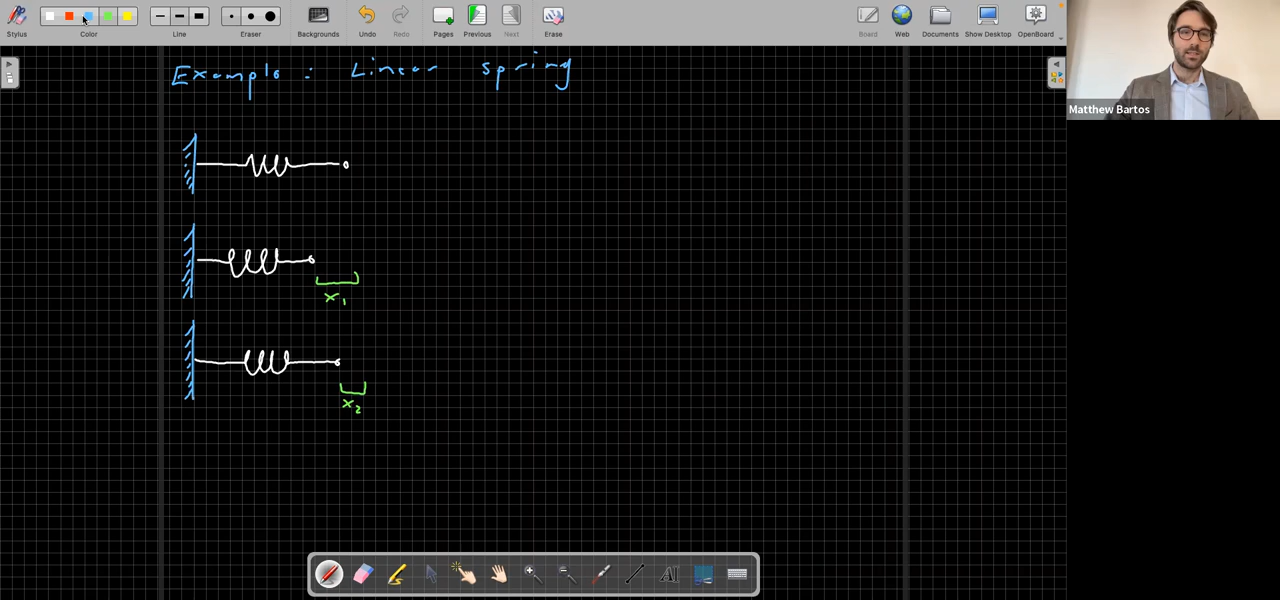 Stylus
Color
Line
Eraser
Backgrounds
Undo
Redo
Pages
Previous
Next
Erase
Board
Web
Documents
Show Desktop
OpenBoard
Matthew Bartos
Example: Linear spring
x₁
x₂
AI